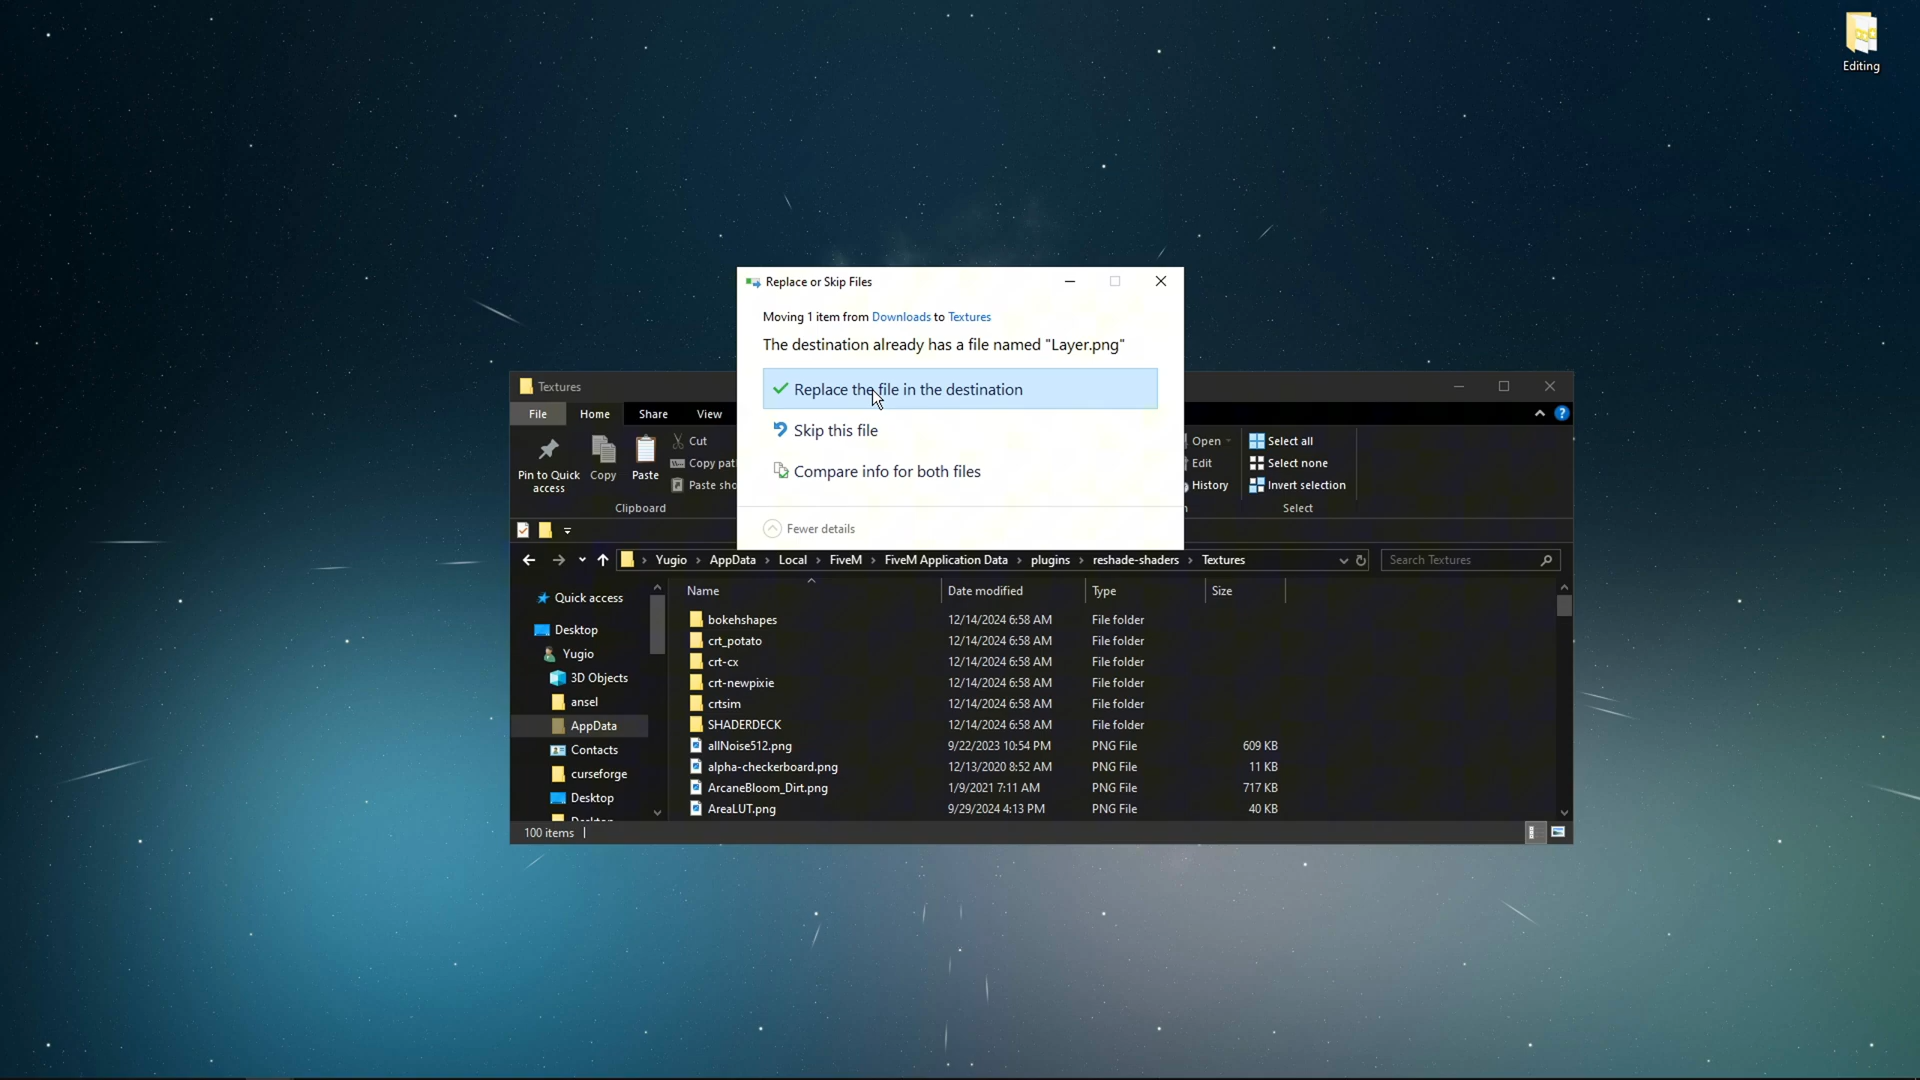 Editing
Replace or Skip Files
Moving 1 item from Downloads to Textures
The destination already has a file named "Layer.png"
Replace the file in the destination
Skip this file
Compare info for both files
Fewer details
Textures
File Home Share View
Pin to Quick access
Copy
Paste
Cut
Copy pat
Paste sho
Clipboard
Open
Edit
History
Select all
Select none
Invert selection
Select
Yugio AppData Local FiveM FiveM Application Data plugins reshade-shaders Textures
Search Textures
Quick access
Desktop
Yugio
3D Objects
ansel
AppData
Contacts
curseforge
Desktop
Name Date modified Type Size
bokehshapes 12/14/2024 6:58 AM File folder
crt_potato 12/14/2024 6:58 AM File folder
crt-cx 12/14/2024 6:58 AM File folder
crt-newpixie 12/14/2024 6:58 AM File folder
crtsim 12/14/2024 6:58 AM File folder
SHADERDECK 12/14/2024 6:58 AM File folder
allNoise512.png 9/22/2023 10:54 PM PNG File 609 KB
alpha-checkerboard.png 12/13/2020 8:52 AM PNG File 11 KB
ArcaneBloom_Dirt.png 1/9/2021 7:11 AM PNG File 717 KB
AreaLUT.png 9/29/2024 4:13 PM PNG File 40 KB
100 items